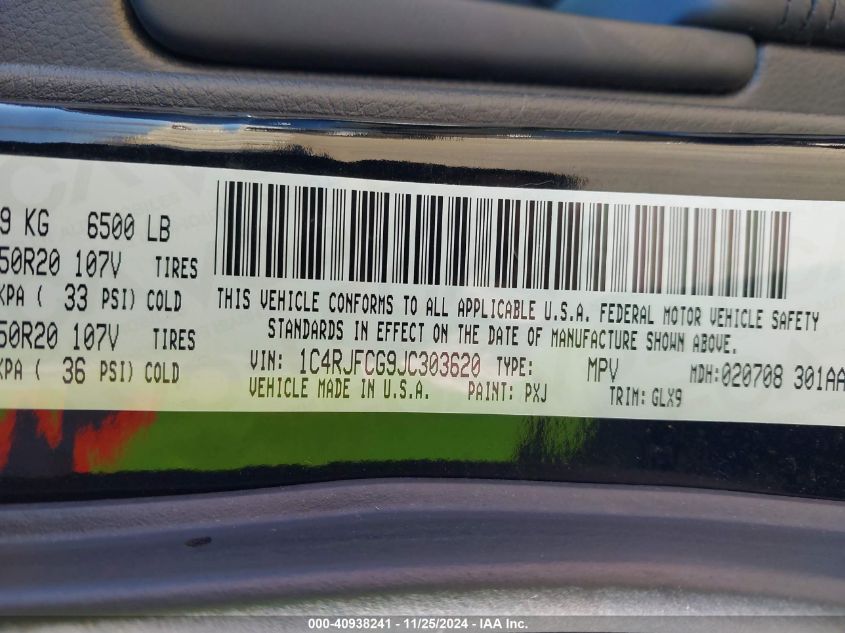 9 KG 6500 LB
50R20 107V TIRES
KPA ( 33 PSI) COLD
50R20 107V TIRES
KPA ( 36 PSI) COLD
THIS VEHICLE CONFORMS TO ALL APPLICABLE U.S.A. FEDERAL MOTOR VEHICLE SAFETY
STANDARDS IN EFFECT ON THE DATE OF MANUFACTURE SHOWN ABOVE.
VIN: 1C4RJFCG9JC303620 TYPE: MPV MDH:020708 301AA
VEHICLE MADE IN U.S.A. PAINT: PXJ TRIM:GLX9
000-40938241 - 11/25/2024 - IAA Inc.